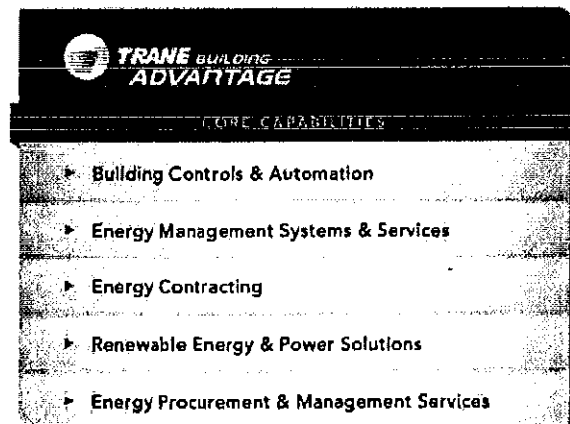 TRANE BUILDING
ADVANTAGE
CORE CAPABILITIES
Building Controls & Automation
Energy Management Systems & Services
Energy Contracting
Renewable Energy & Power Solutions
Energy Procurement & Management Services